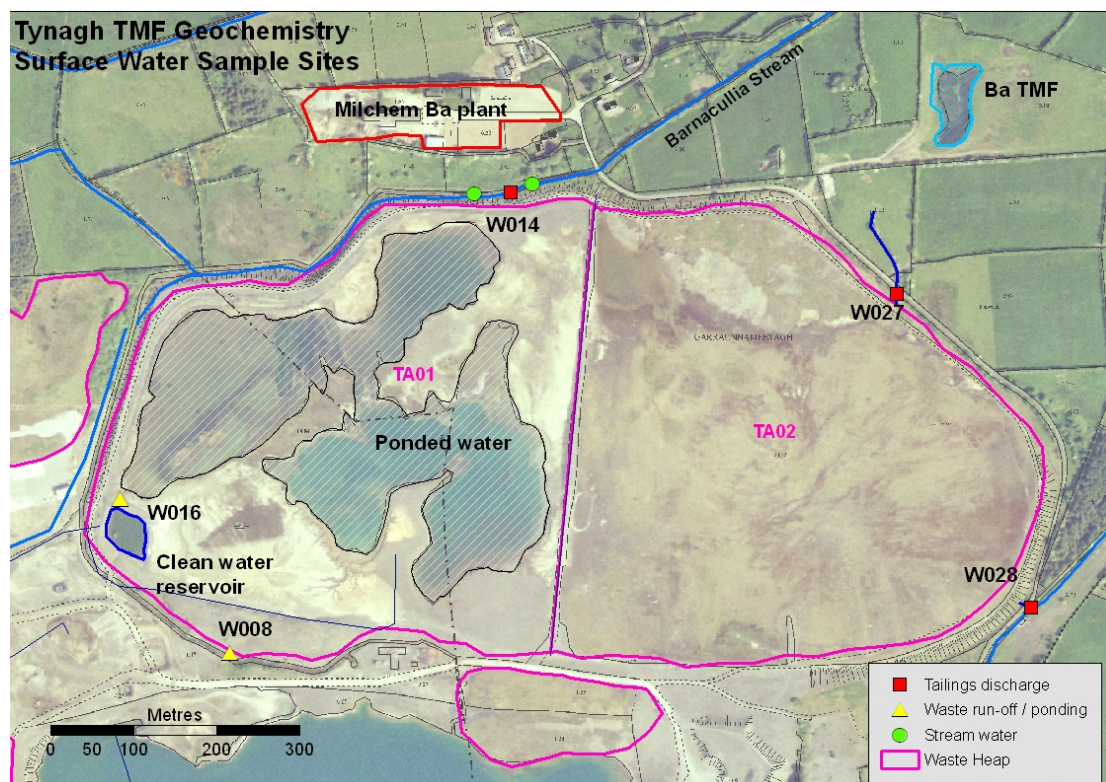 Tynagh TMF Geochemistry
Surface Water Sample Sites
Milchem Ba plant
Barnacullia Stream
Ba TMF
W014
W027
GARRAUNNAMERTAGH
TA01
TA02
Ponded water
W016
Clean water
reservoir
W028
W008
Metres
0 50 100 200 300
Tailings discharge
Waste run-off / ponding
Stream water
Waste Heap